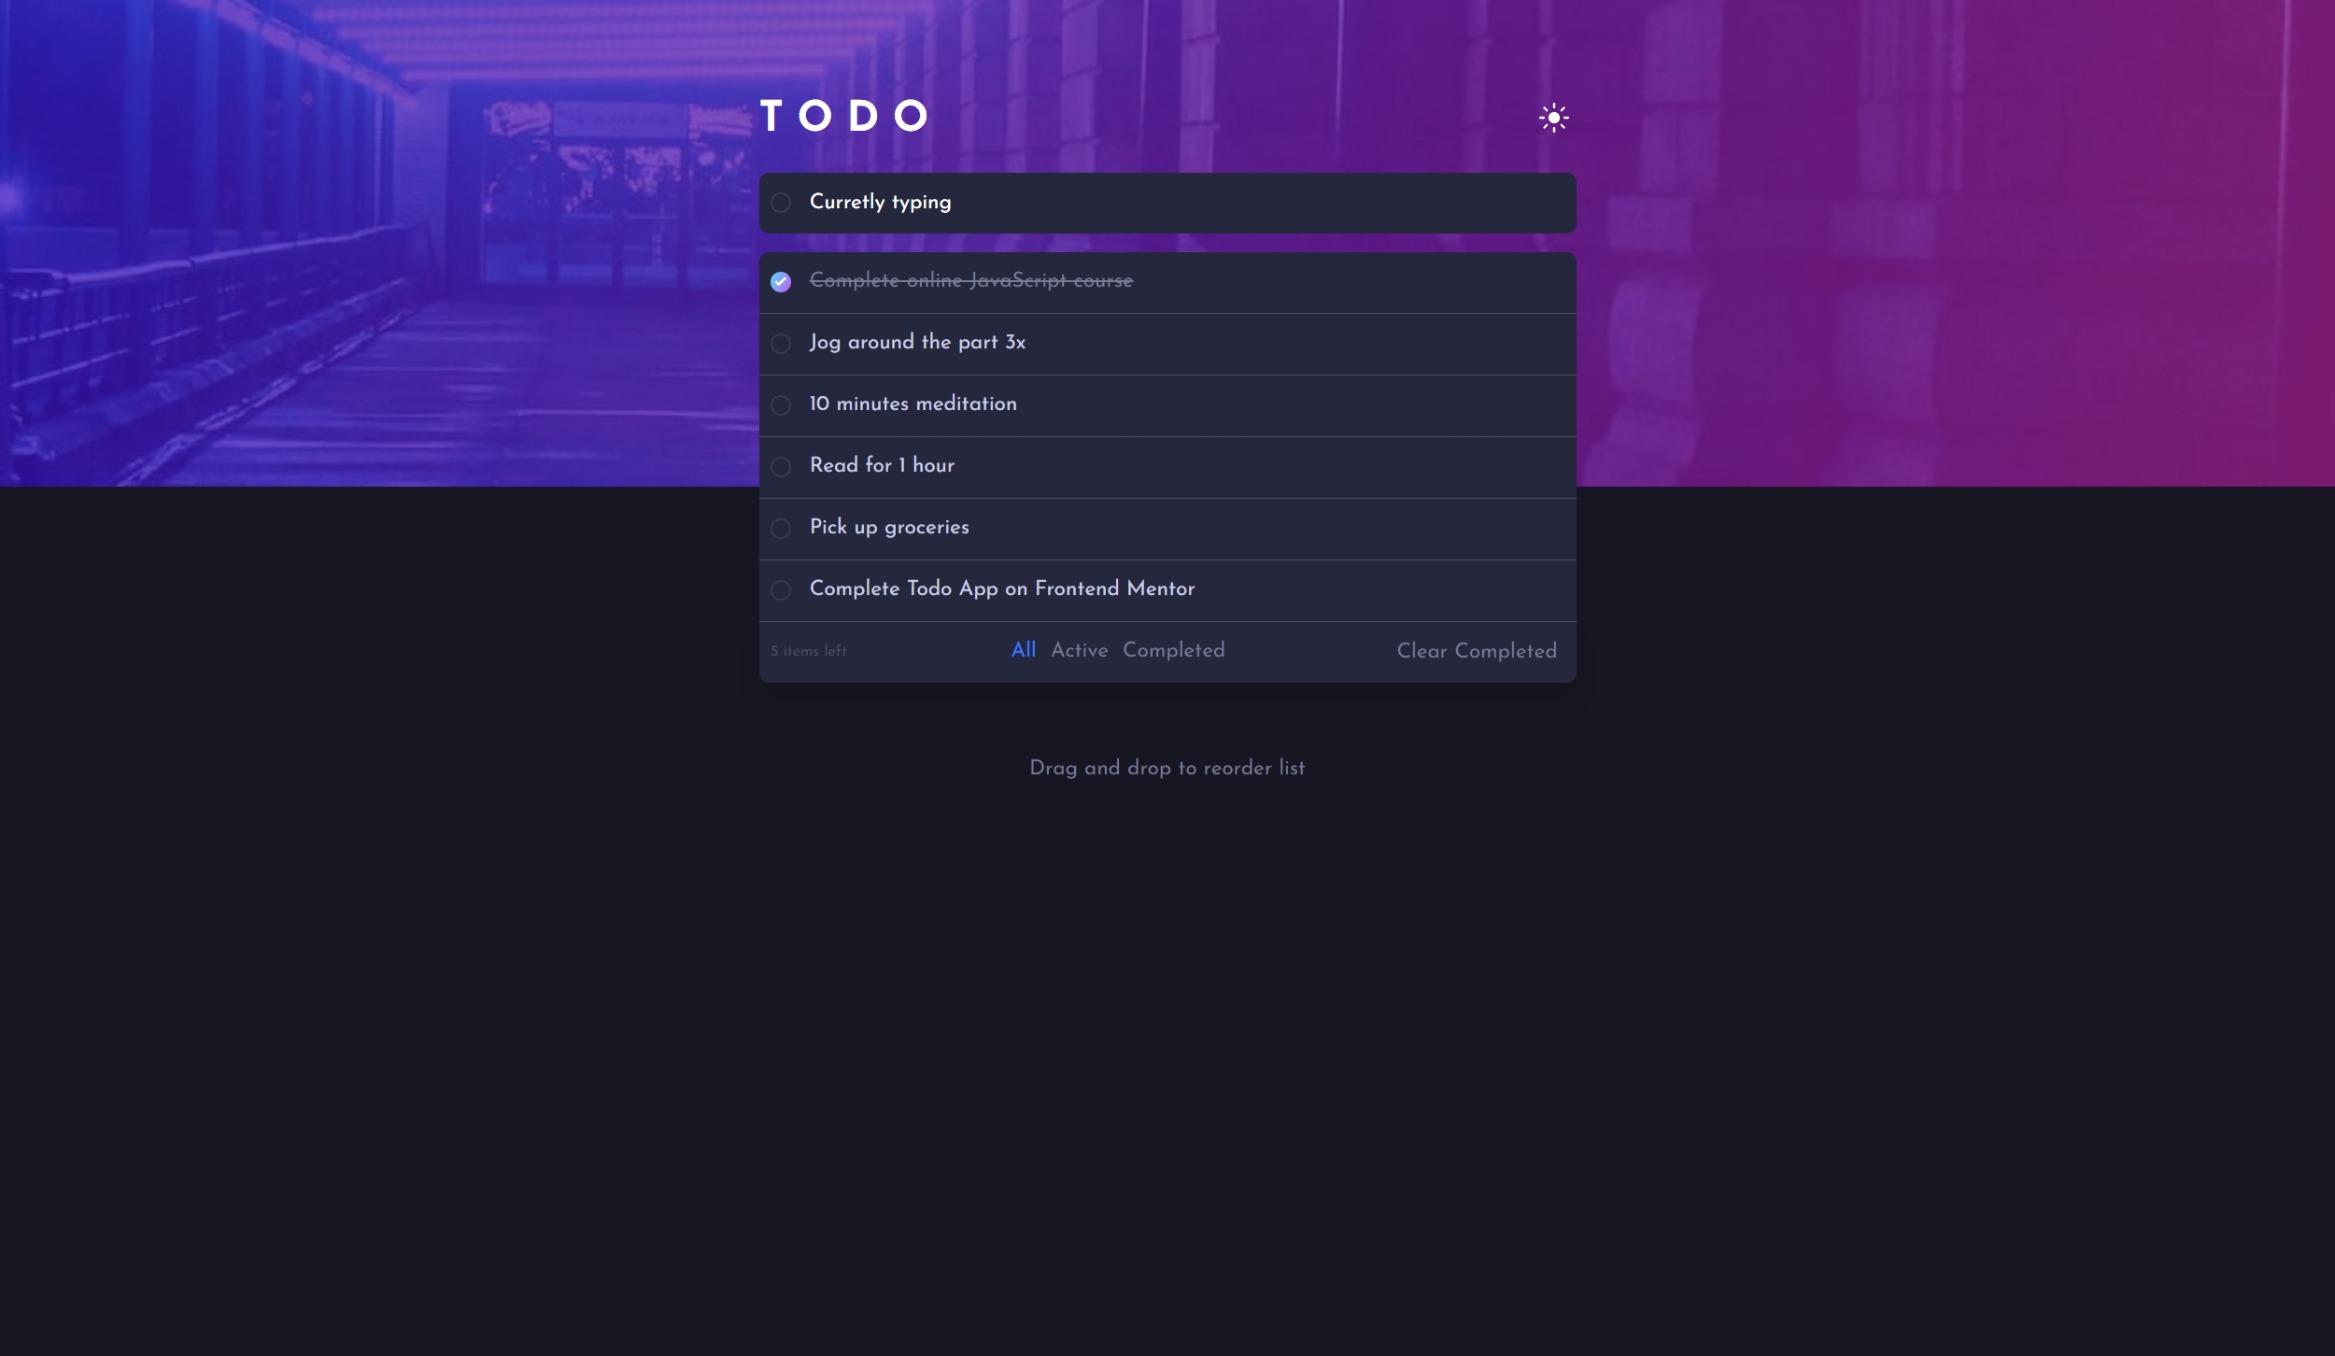 TODO
Curretly typing
Complete online JavaScript course
Jog around the part 3x
10 minutes meditation
Read for 1 hour
Pick up groceries
Complete Todo App on Frontend Mentor
5 items left All Active Completed Clear Completed
Drag and drop to reorder list